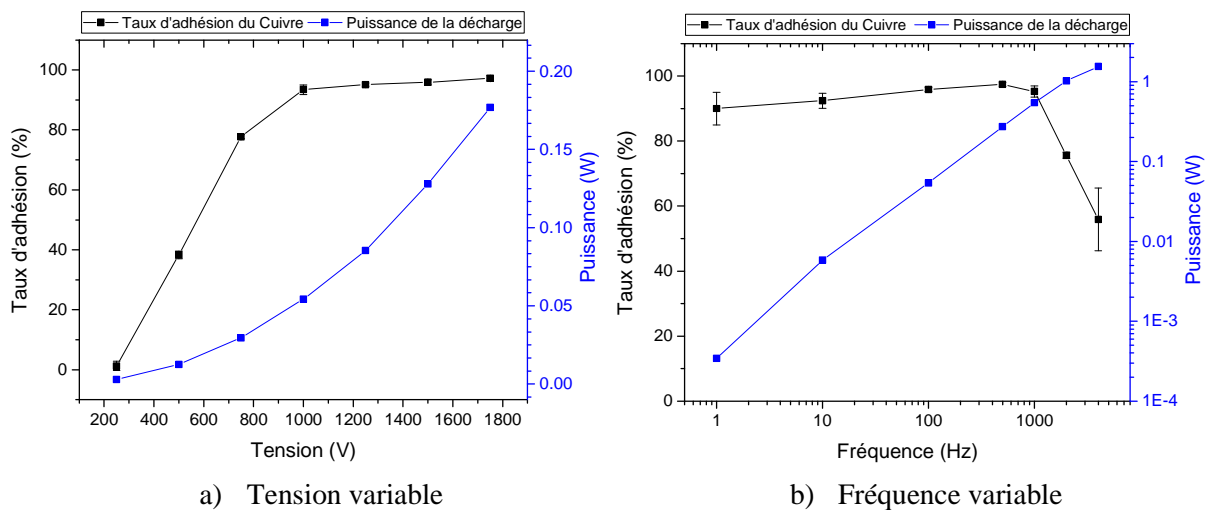 Taux d'adhésion du Cuivre Puissance de la décharge
100
80
60
40
20
0
Taux d'adhésion (%)
0.20
0.15
0.10
0.05
0.00
Puissance (W)
200 400 600 800 1000 1200 1400 1600 1800
Tension (V)
a) Tension variable
Taux d'adhésion du Cuivre Puissance de la décharge
100
80
60
40
20
0
Taux d'adhésion (%)
1
0.1
0.01
1E-3
1E-4
Puissance (W)
1 10 100 1000
Fréquence (Hz)
b) Fréquence variable